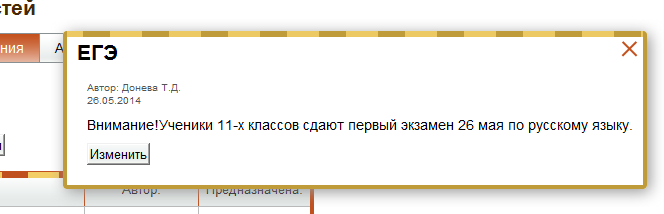 стей
ния
А
ЕГЭ
Автор: Донева Т.Д.
26.05.2014
Внимание!Ученики 11-х классов сдают первый экзамен 26 мая по русскому языку.
Изменить
Автор:
Предназначена: